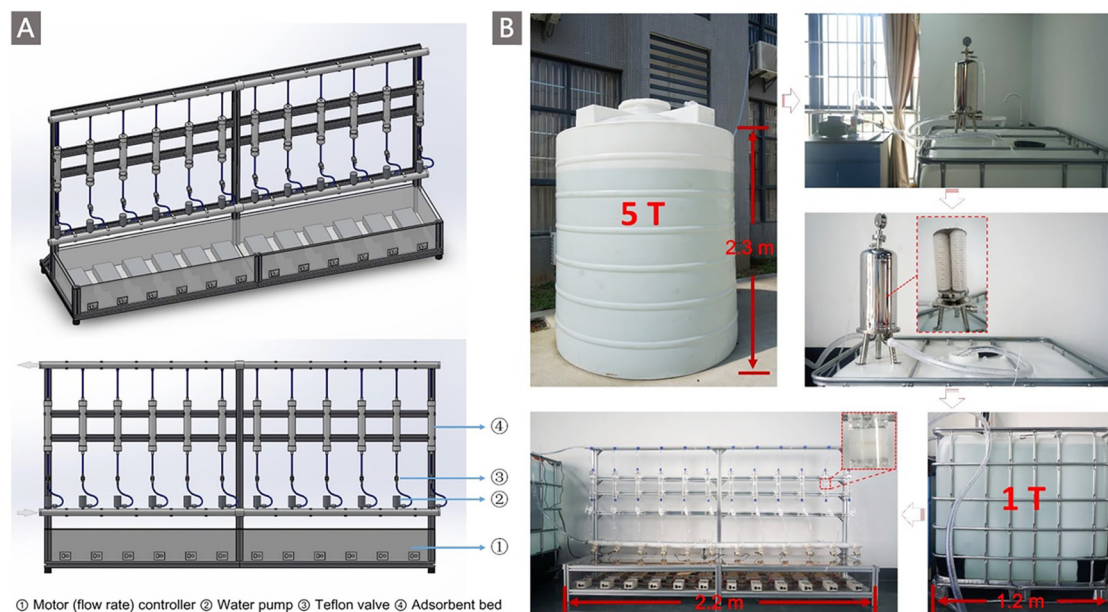 A
B
5 T
2.3 m
④
③
②
①
1 T
2.2 m
1.2 m
① Motor (flow rate) controller ② Water pump ③ Teflon valve ④ Adsorbent bed